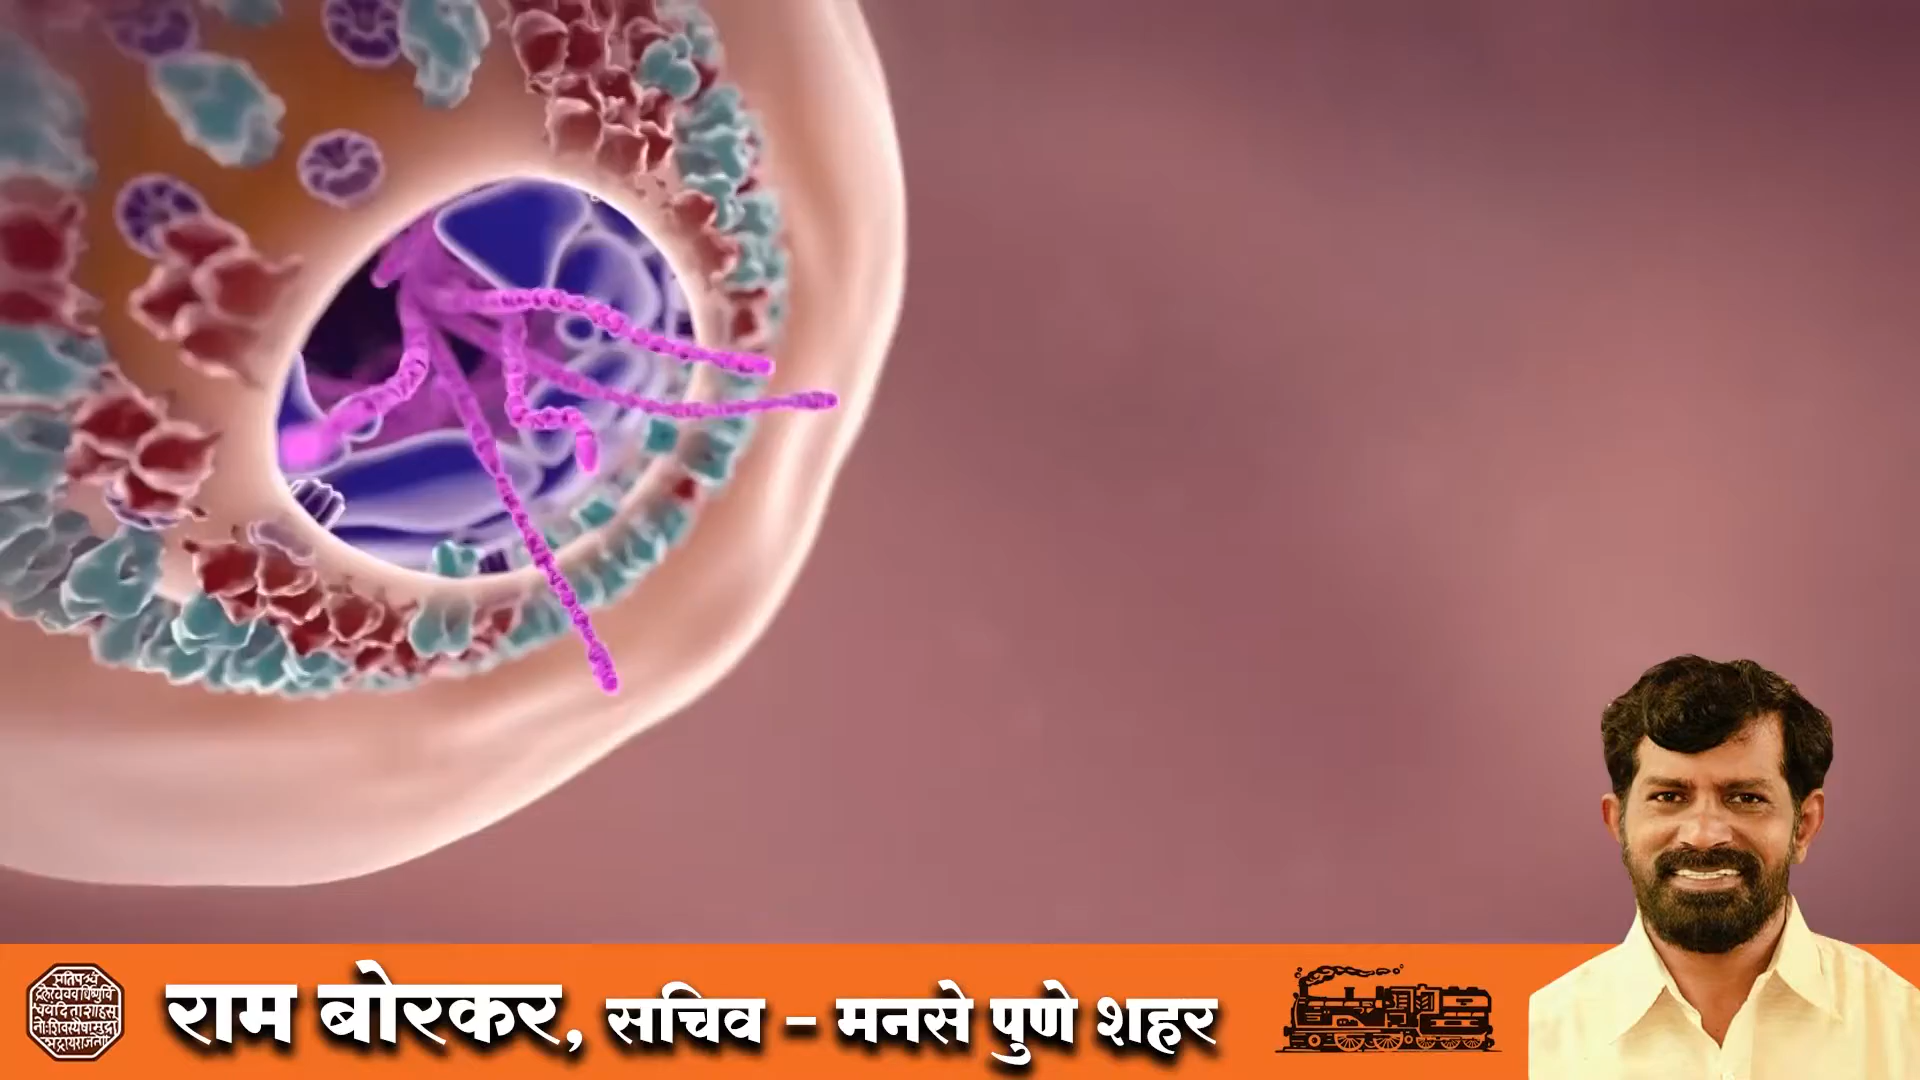 राम बोरकर, सचिव - मनसे पुणे शहर